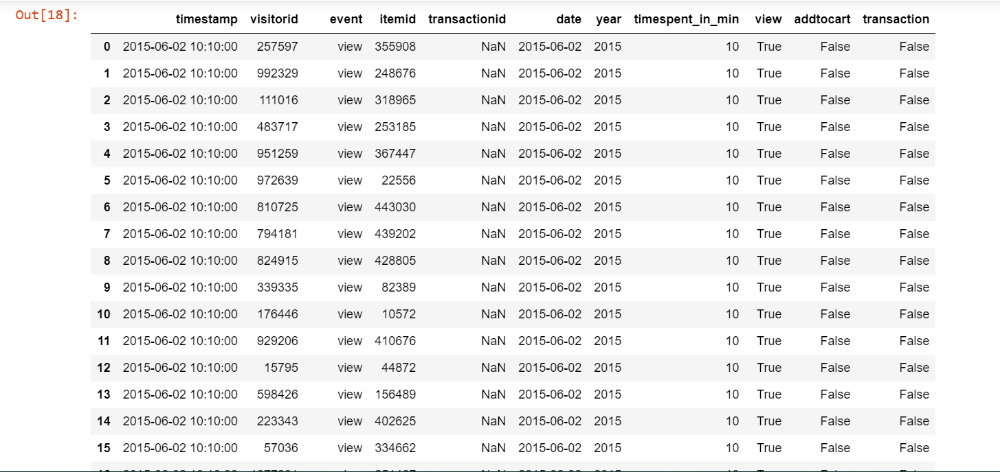 Out[18]:
timestamp visitorid event itemid transactionid date year timespent_in_min view addtocart transaction
0 2015-06-02 10:10:00 257597 view 355908 NaN 2015-06-02 2015 10 True False False
1 2015-06-02 10:10:00 992329 view 248676 NaN 2015-06-02 2015 10 True False False
2 2015-06-02 10:10:00 111016 view 318965 NaN 2015-06-02 2015 10 True False False
3 2015-06-02 10:10:00 483717 view 253185 NaN 2015-06-02 2015 10 True False False
4 2015-06-02 10:10:00 951259 view 367447 NaN 2015-06-02 2015 10 True False False
5 2015-06-02 10:10:00 972639 view 22556 NaN 2015-06-02 2015 10 True False False
6 2015-06-02 10:10:00 810725 view 443030 NaN 2015-06-02 2015 10 True False False
7 2015-06-02 10:10:00 794181 view 439202 NaN 2015-06-02 2015 10 True False False
8 2015-06-02 10:10:00 824915 view 428805 NaN 2015-06-02 2015 10 True False False
9 2015-06-02 10:10:00 339335 view 82389 NaN 2015-06-02 2015 10 True False False
10 2015-06-02 10:10:00 176446 view 10572 NaN 2015-06-02 2015 10 True False False
11 2015-06-02 10:10:00 929206 view 410676 NaN 2015-06-02 2015 10 True False False
12 2015-06-02 10:10:00 15795 view 44872 NaN 2015-06-02 2015 10 True False False
13 2015-06-02 10:10:00 598426 view 156489 NaN 2015-06-02 2015 10 True False False
14 2015-06-02 10:10:00 223343 view 402625 NaN 2015-06-02 2015 10 True False False
15 2015-06-02 10:10:00 57036 view 334662 NaN 2015-06-02 2015 10 True False False